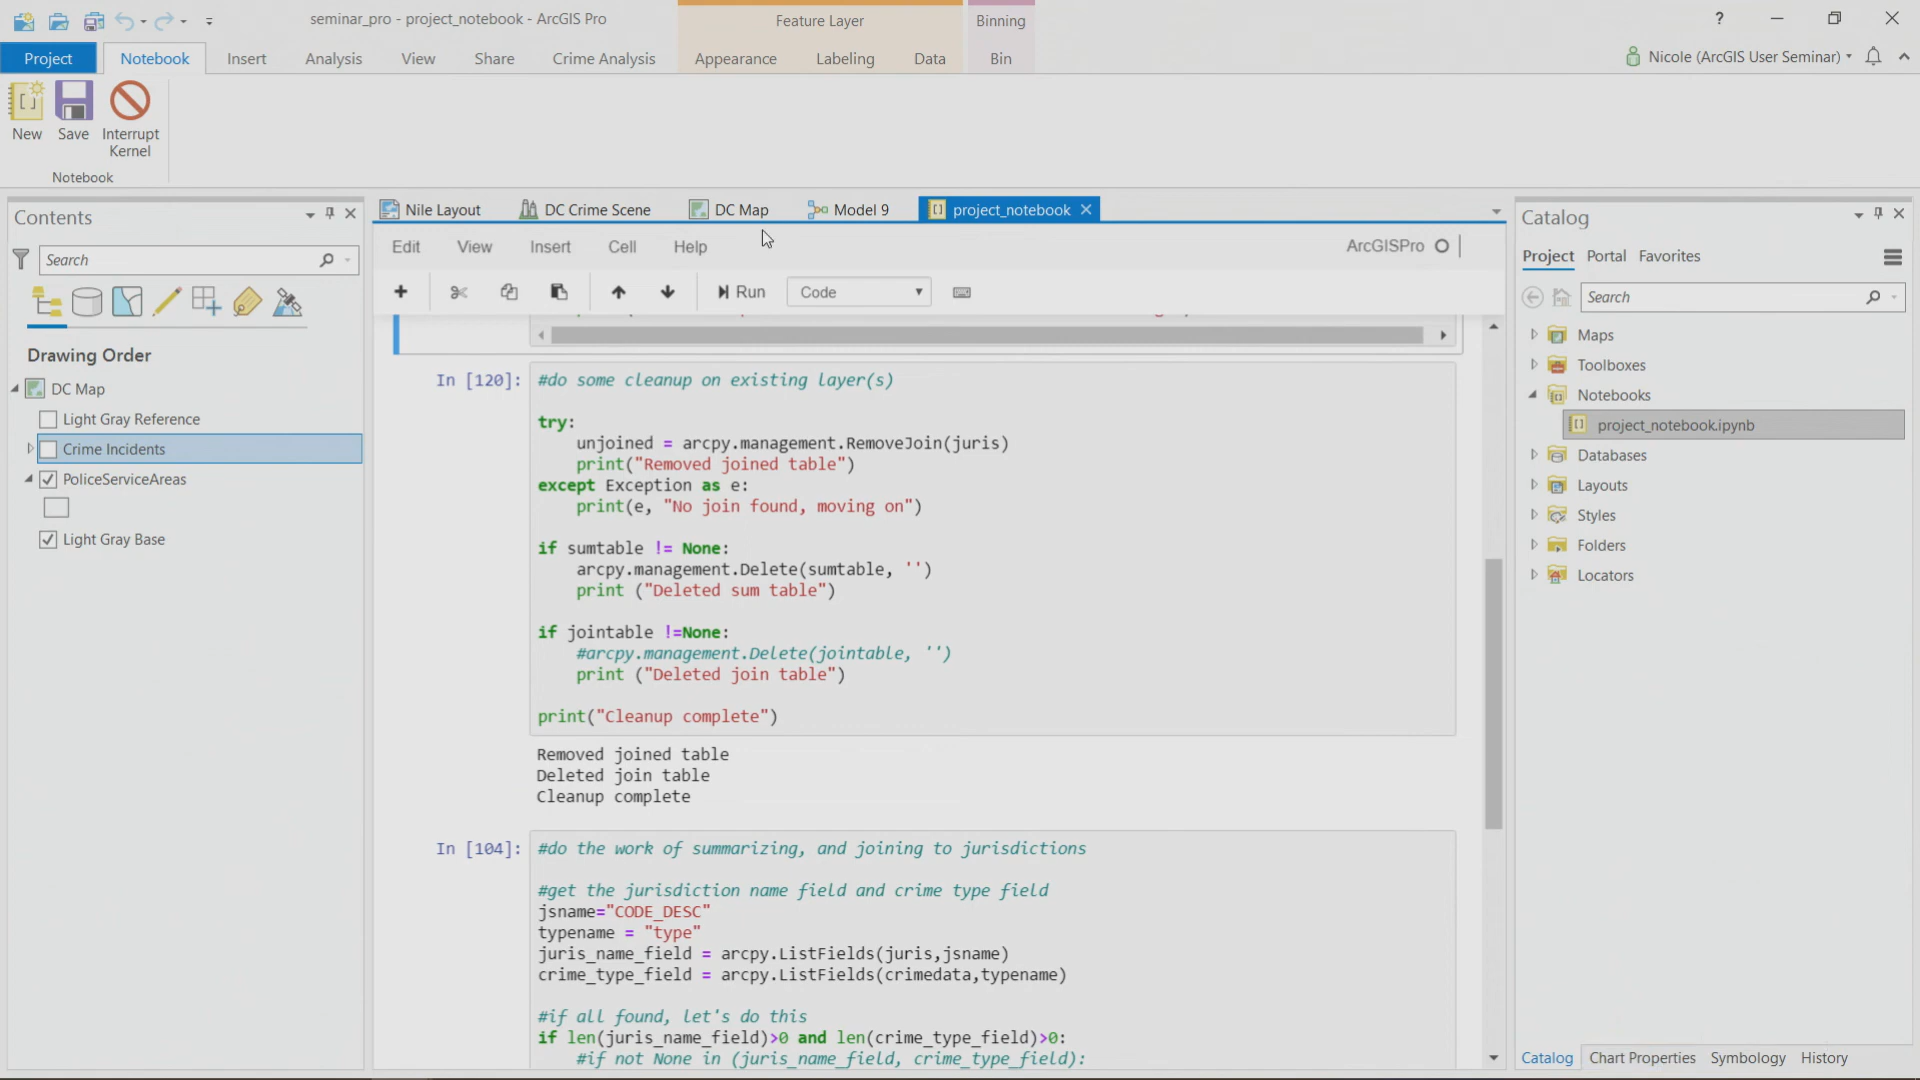 seminar_pro - project_notebook - ArcGIS Pro
Feature Layer
Binning
?
Project
Notebook
Insert
Analysis
View
Share
Crime Analysis
Appearance
Labeling
Data
Bin
Nicole (ArcGIS User Seminar)
New
Save
Interrupt
Kernel
Notebook
Contents
Search
Drawing Order
DC Map
Light Gray Reference
Crime Incidents
PoliceServiceAreas
Light Gray Base
Nile Layout
DC Crime Scene
DC Map
Model 9
project_notebook
Edit
View
Insert
Cell
Help
ArcGISPro
Run
Code
In [120]:
#do some cleanup on existing layer(s)
try:
    unjoined = arcpy.management.RemoveJoin(juris)
    print("Removed joined table")
except Exception as e:
    print(e, "No join found, moving on")
if sumtable != None:
    arcpy.management.Delete(sumtable, '')
    print ("Deleted sum table")
if jointable !=None:
    #arcpy.management.Delete(jointable, '')
    print ("Deleted join table")
print("Cleanup complete")
Removed joined table
Deleted join table
Cleanup complete
In [104]:
#do the work of summarizing, and joining to jurisdictions
#get the jurisdiction name field and crime type field
jsname="CODE_DESC"
typename = "type"
juris_name_field = arcpy.ListFields(juris,jsname)
crime_type_field = arcpy.ListFields(crimedata,typename)
#if all found, let's do this
if len(juris_name_field)>0 and len(crime_type_field)>0:
    #if not None in (juris_name_field, crime_type_field):
Catalog
Project
Portal
Favorites
Search
Maps
Toolboxes
Notebooks
project_notebook.ipynb
Databases
Layouts
Styles
Folders
Locators
Catalog
Chart Properties
Symbology
History